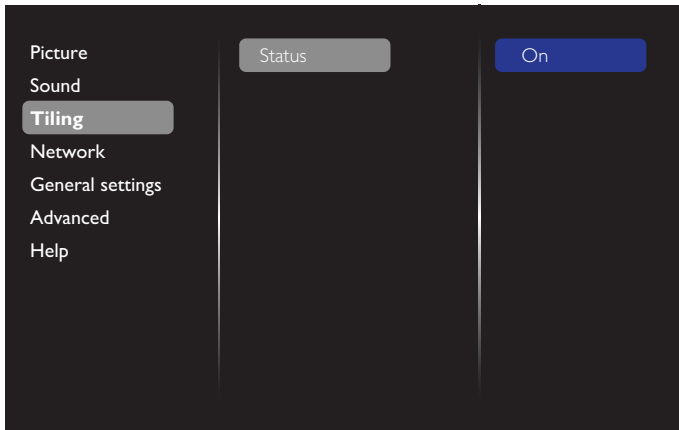 Picture
Sound
Tiling
Network
General settings
Advanced
Help
Status
On